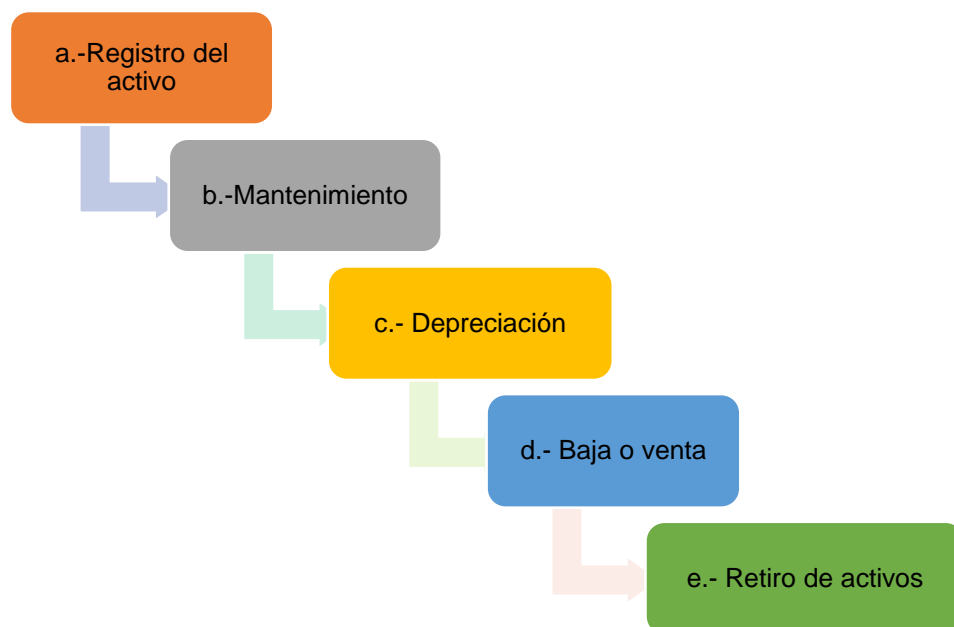 a.-Registro del
activo
b.-Mantenimiento
c.- Depreciación
d.- Baja o venta
e.- Retiro de activos